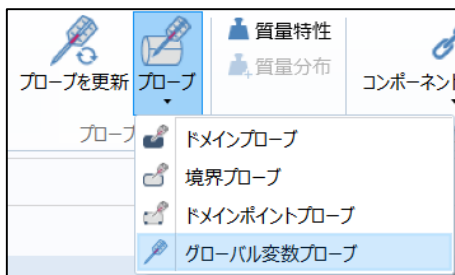 プローブを更新
プローブ
質量特性
質量分布
コンポーネント
プローブ
ドメインプローブ
境界プローブ
ドメインポイントプローブ
グローバル変数プローブ